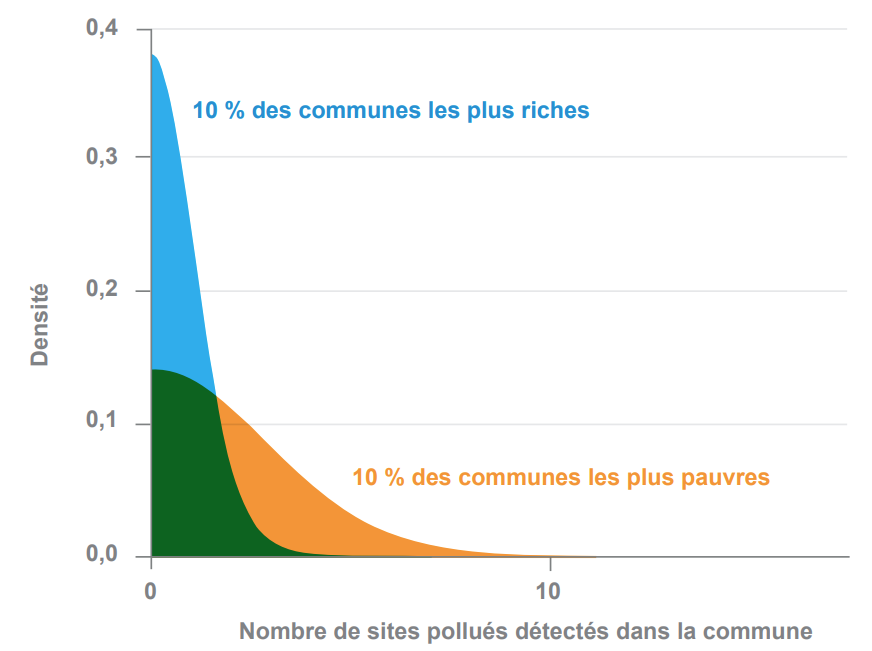 0,4
10 % des communes les plus riches
0,3
0,2
Densité
0,1
10 % des communes les plus pauvres
0,0
0
10
Nombre de sites pollués détectés dans la commune